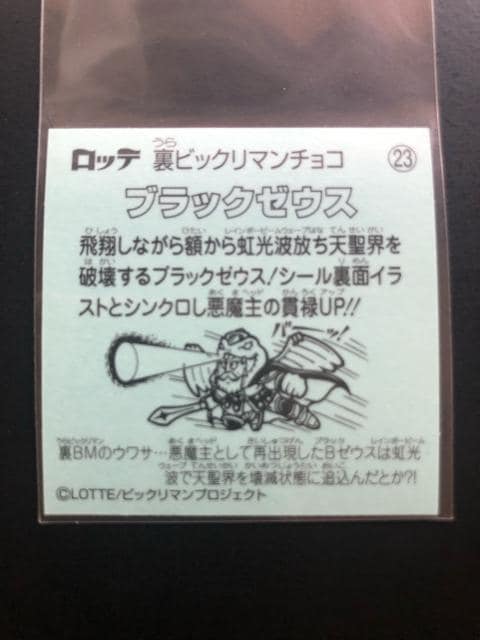 ロッテ 裏ビックリマンチョコ 23
ブラックゼウス
飛翔しながら額から虹光波放ち天聖界を
破壊するブラックゼウス!シール裏面イラ
ストとシンクロし悪魔主の貫禄UP!!
バーッ!
裏BMのウワサ…悪魔主として再出現したBゼウスは虹光
波で天聖界を壊滅状態に追込んだとか?!
©LOTTE/ビックリマンプロジェクト